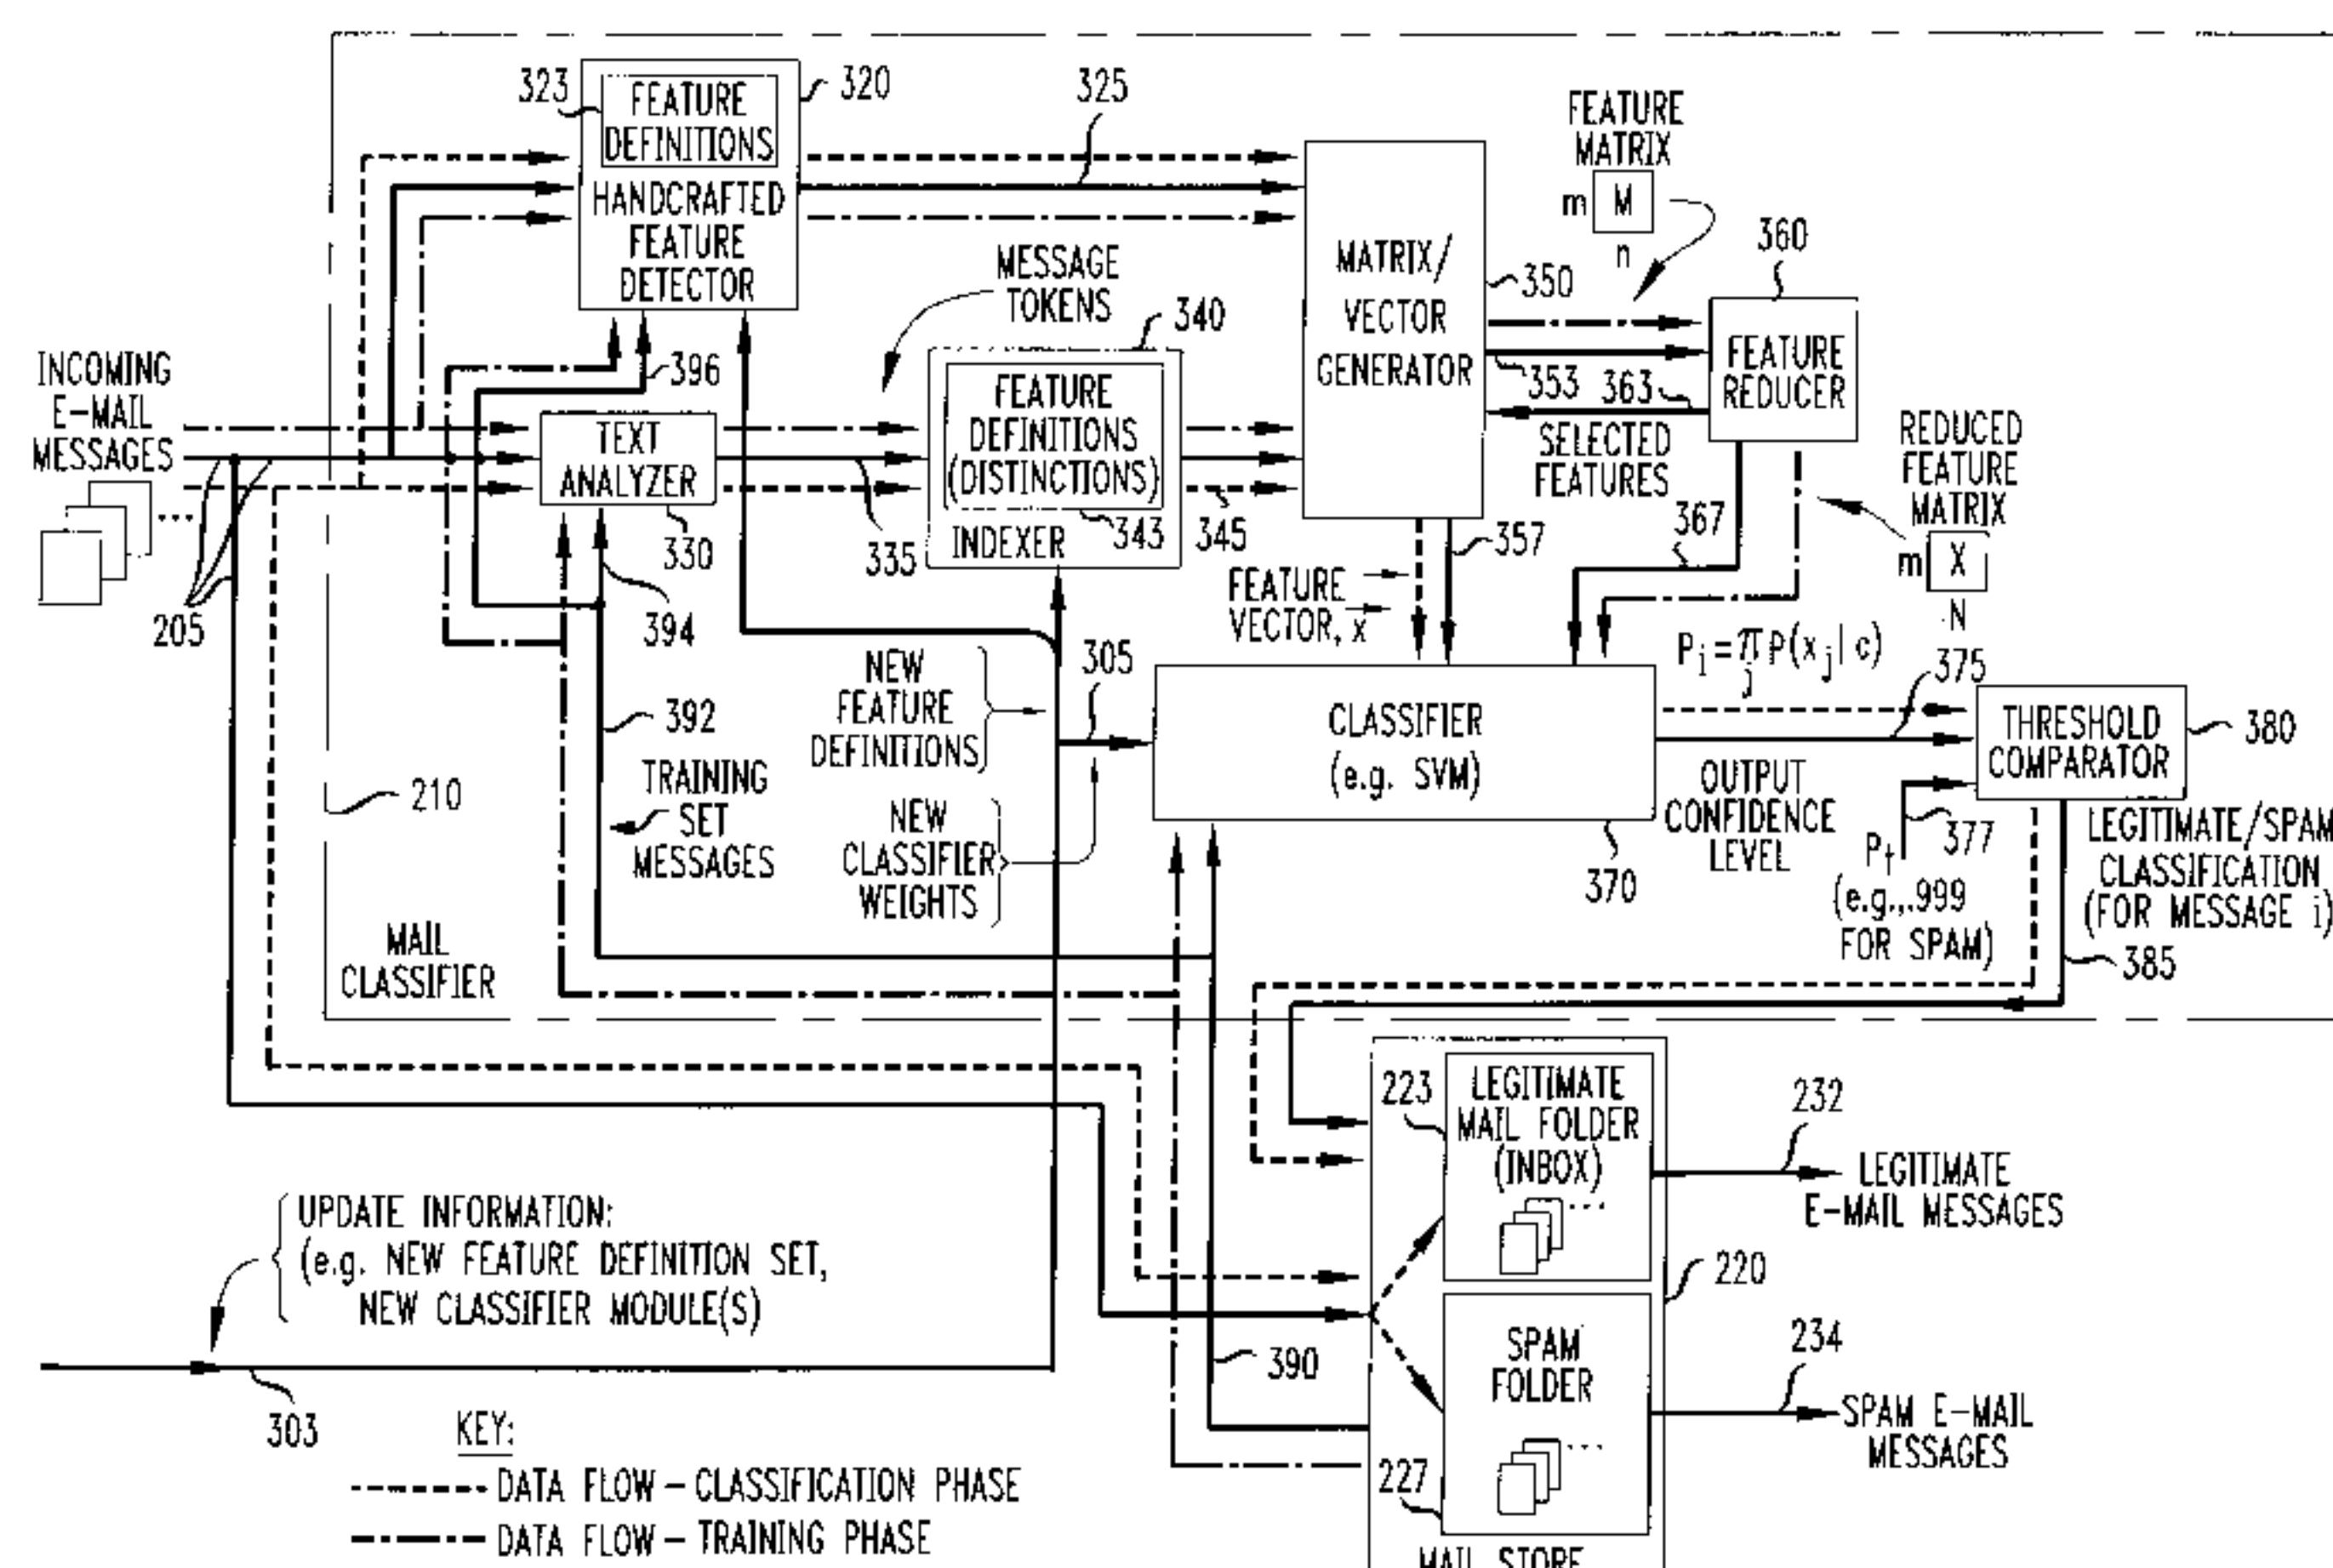 323
FEATURE
DEFINITIONS
320
HANDCRAFTED
FEATURE
DETECTOR
325
FEATURE
MATRIX
m M
n
MATRIX/
VECTOR
GENERATOR
350
360
FEATURE
REDUCER
353
363
SELECTED
FEATURES
REDUCED
FEATURE
MATRIX
m X
N
367
MESSAGE
TOKENS
340
FEATURE
DEFINITIONS
(DISTINCTIONS)
INDEXER
343
345
INCOMING
E-MAIL
MESSAGES
...
205
396
TEXT
ANALYZER
330
335
394
357
FEATURE
VECTOR, x
392
TRAINING
SET
MESSAGES
NEW
FEATURE
DEFINITIONS
305
NEW
CLASSIFIER
WEIGHTS
CLASSIFIER
(e.g. SVM)
370
Pi = π P(xj | c)
j
375
OUTPUT
CONFIDENCE
LEVEL
THRESHOLD
COMPARATOR
380
377
Pt
(e.g.,.999
FOR SPAM)
LEGITIMATE/SPAM
CLASSIFICATION
(FOR MESSAGE i)
385
210
MAIL
CLASSIFIER
223
LEGITIMATE
MAIL FOLDER
(INBOX)
...
232
LEGITIMATE
E-MAIL MESSAGES
220
SPAM
FOLDER
...
227
234
SPAM E-MAIL
MESSAGES
MAIL STORE
390
UPDATE INFORMATION:
(e.g. NEW FEATURE DEFINITION SET,
NEW CLASSIFIER MODULE(S)
303
KEY:
DATA FLOW – CLASSIFICATION PHASE
DATA FLOW – TRAINING PHASE